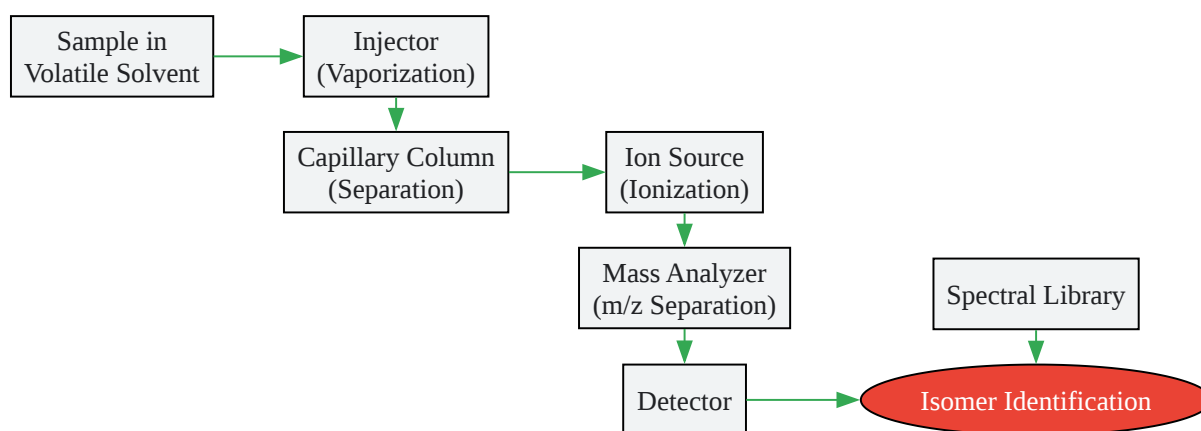 Sample in
Volatile Solvent
Injector
(Vaporization)
Capillary Column
(Separation)
Ion Source
(Ionization)
Mass Analyzer
(m/z Separation)
Spectral Library
Detector
Isomer Identification